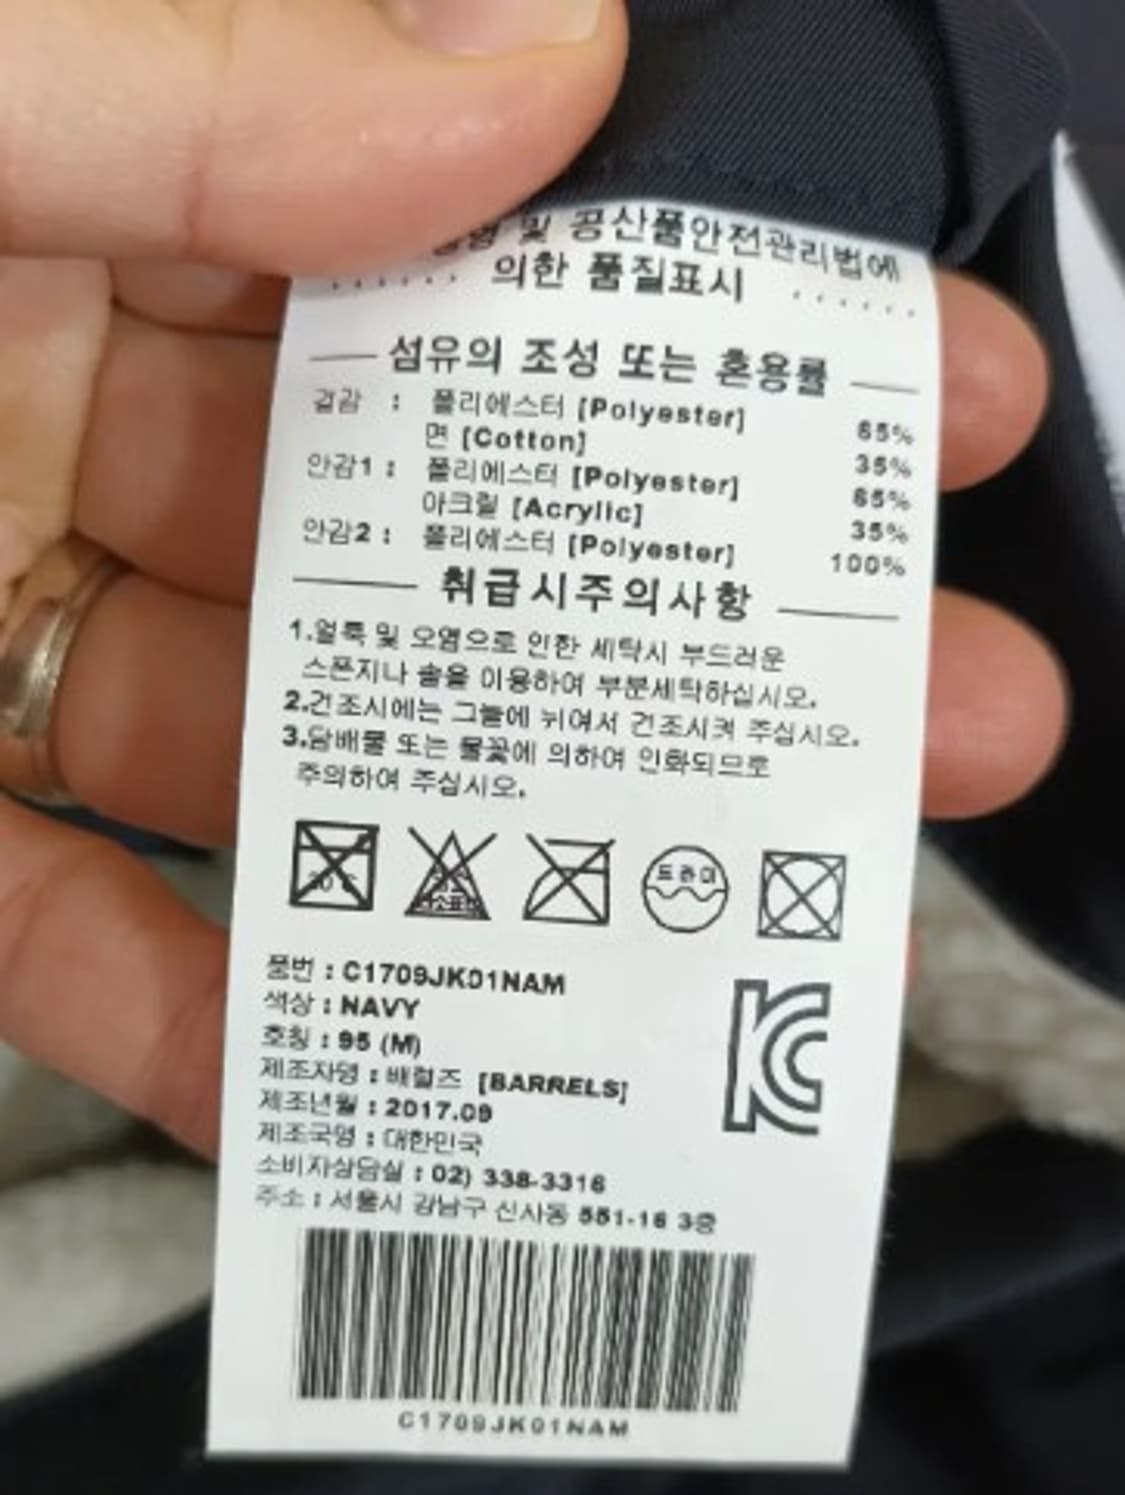 및 공산품안전관리법에
의한 품질표시
섬유의 조성 또는 혼용률
겉감 : 폴리에스터 [Polyester] 65%
면 [Cotton] 35%
안감1 : 폴리에스터 [Polyester] 65%
아크릴 [Acrylic] 35%
안감2 : 폴리에스터 [Polyester] 100%
취급시주의사항
1.얼룩 및 오염으로 인한 세탁시 부드러운
스폰지나 솔을 이용하여 부분세탁하십시오.
2.건조시에는 그늘에 뉘여서 건조시켜 주십시오.
3.담배불 또는 불꽃에 의하여 인화되므로
주의하여 주십시오.
드라이
품번 : C1709JK01NAM
색상 : NAVY
호칭 : 95 (M)
제조자명 : 배럴즈 [BARRELS]
제조년월 : 2017.09
제조국명 : 대한민국
소비자상담실 : 02) 338-3316
주소 : 서울시 강남구 신사동 551-16 3층
C1709JK01NAM